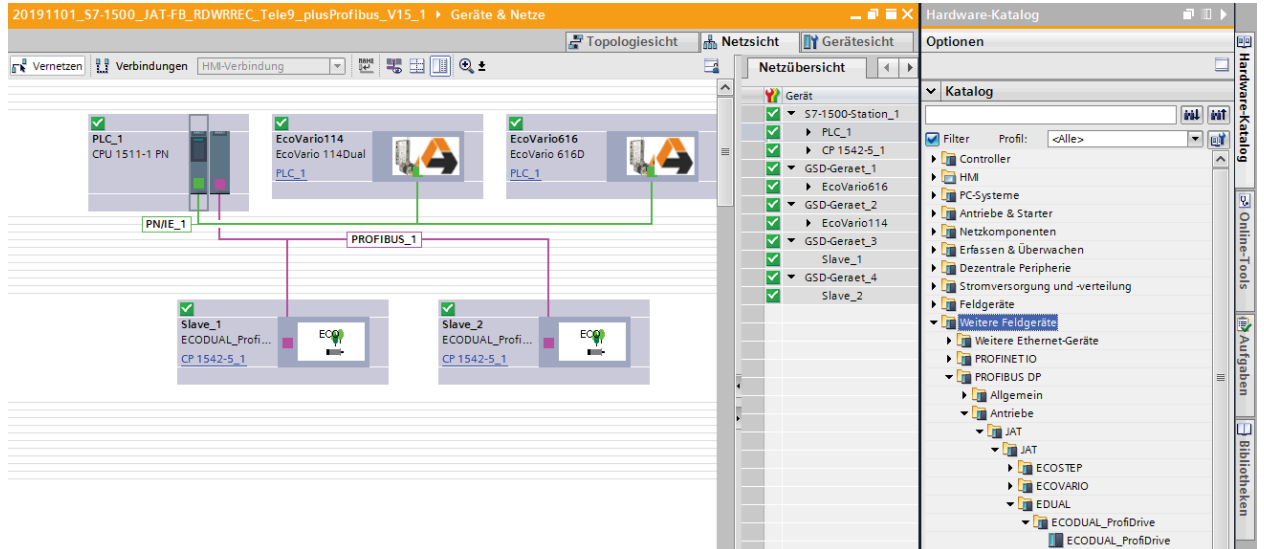 20191101_S7-1500_JAT-FB_RDWRREC_Tele9_plusProfibus_V15_1 ▸ Geräte & Netze
Topologiesicht
Netzsicht
Gerätesicht
Vernetzen
Verbindungen
HMI-Verbindung
PLC_1
CPU 1511-1 PN
EcoVario114
EcoVario 114Dual
PLC_1
EcoVario616
EcoVario 616D
PLC_1
PN/IE_1
PROFIBUS_1
Slave_1
ECODUAL_Profi...
CP 1542-5_1
ECO
Slave_2
ECODUAL_Profi...
CP 1542-5_1
ECO
Netzübersicht
Gerät
S7-1500-Station_1
PLC_1
CP 1542-5_1
GSD-Geraet_1
EcoVario616
GSD-Geraet_2
EcoVario114
GSD-Geraet_3
Slave_1
GSD-Geraet_4
Slave_2
Hardware-Katalog
Optionen
Katalog
Filter
Profil:
<Alle>
Controller
HMI
PC-Systeme
Antriebe & Starter
Netzkomponenten
Erfassen & Überwachen
Dezentrale Peripherie
Stromversorgung und -verteilung
Feldgeräte
Weitere Feldgeräte
Weitere Ethernet-Geräte
PROFINET IO
PROFIBUS DP
Allgemein
Antriebe
JAT
JAT
ECOSTEP
ECOVARIO
EDUAL
ECODUAL_ProfiDrive
ECODUAL_ProfiDrive
Hardware-Katalog
Online-Tools
Aufgaben
Bibliotheken